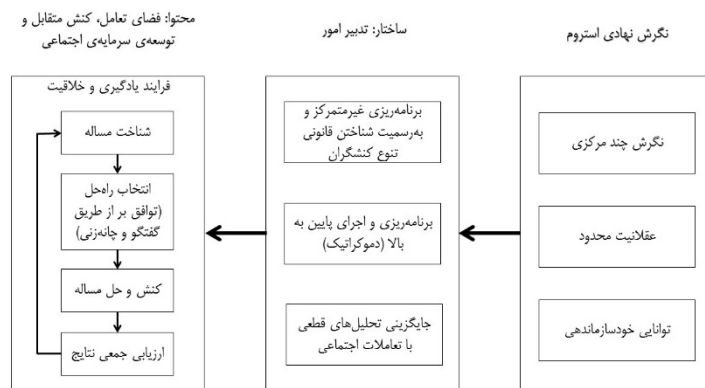 نگرش نهادی استروم
نگرش چند مرکزی
عقلانیت محدود
توانایی خودسازماندهی
ساختار: تدبیر امور
برنامه‌ریزی غیرمتمرکز و
به‌رسمیت شناختن قانونی
تنوع کنشگران
برنامه‌ریزی و اجرای پایین به
بالا (دموکراتیک)
جایگزینی تحلیل‌های قطعی
با تعاملات اجتماعی
محتوا: فضای تعامل، کنش متقابل و
توسعه‌ی سرمایه‌ی اجتماعی
فرایند یادگیری و خلاقیت
شناخت مساله
انتخاب راه‌حل
(توافق بر از طریق
گفتگو و چانه‌زنی)
کنش و حل مساله
ارزیابی جمعی نتایج